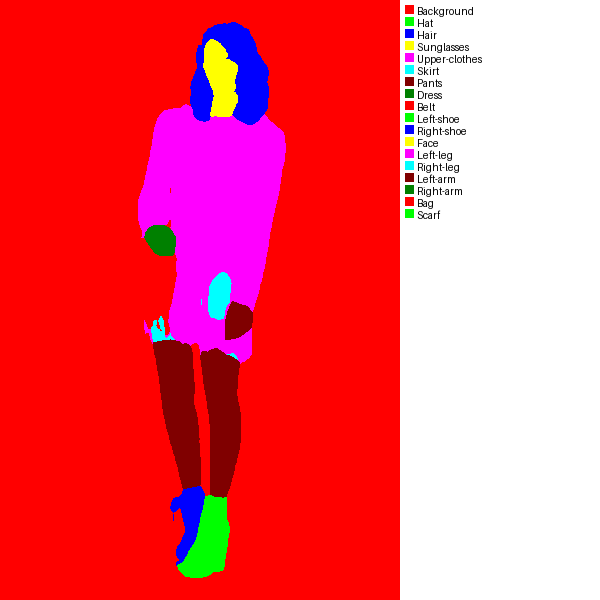 Background
Hat
Hair
Sunglasses
Upper-clothes
Skirt
Pants
Dress
Belt
Left-shoe
Right-shoe
Face
Left-leg
Right-leg
Left-arm
Right-arm
Bag
Scarf